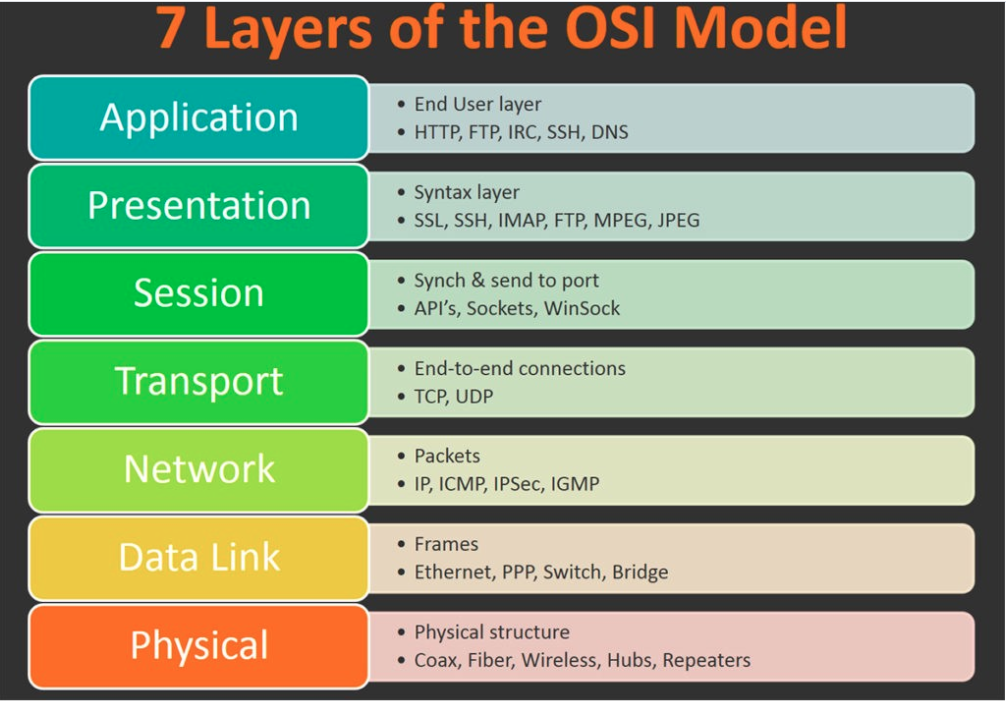 7 Layers of the OSI Model
Application
• End User layer
• HTTP, FTP, IRC, SSH, DNS
Presentation
• Syntax layer
• SSL, SSH, IMAP, FTP, MPEG, JPEG
Session
• Synch & send to port
• API’s, Sockets, WinSock
Transport
• End-to-end connections
• TCP, UDP
Network
• Packets
• IP, ICMP, IPSec, IGMP
Data Link
• Frames
• Ethernet, PPP, Switch, Bridge
Physical
• Physical structure
• Coax, Fiber, Wireless, Hubs, Repeaters